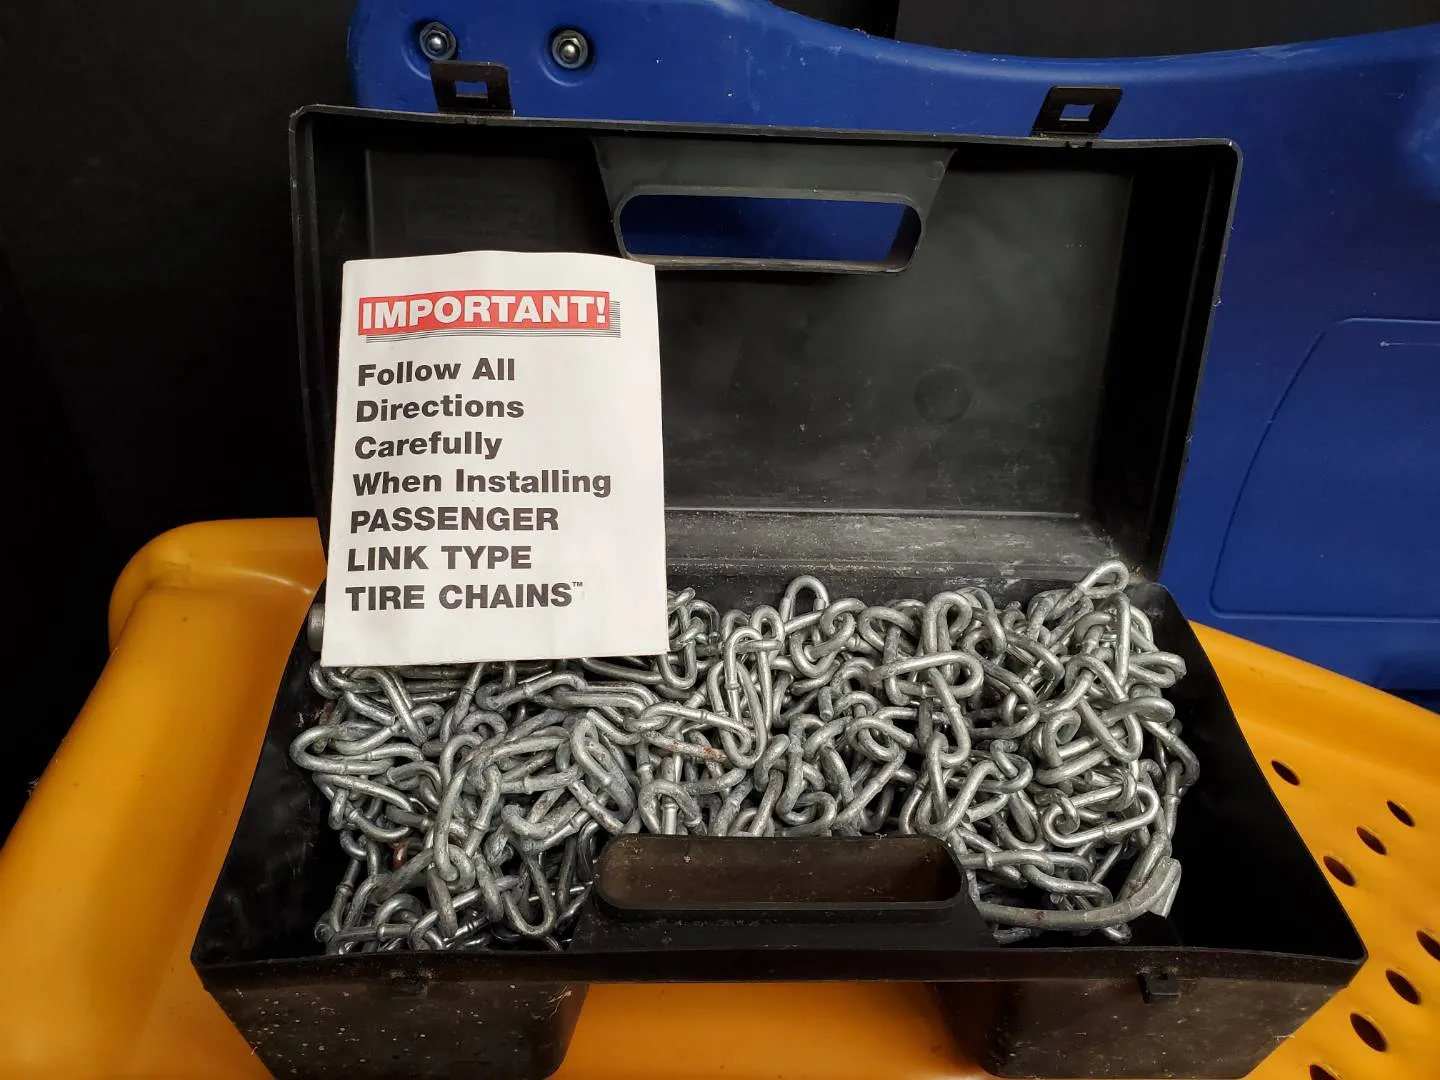 IMPORTANT!
Follow All
Directions
Carefully
When Installing
PASSENGER
LINK TYPE
TIRE CHAINS™